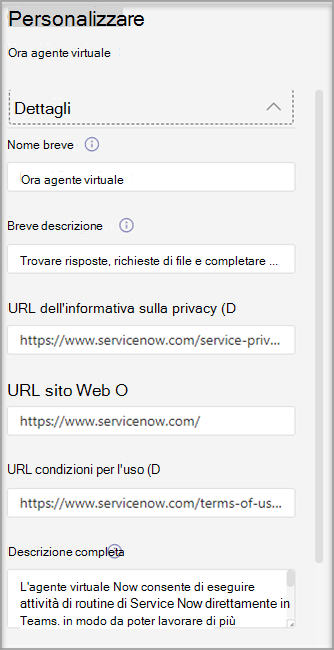 Personalizzare
Ora agente virtuale
Dettagli
Nome breve
Ora agente virtuale
Breve descrizione
Trovare risposte, richieste di file e completare ...
URL dell'informativa sulla privacy (D
https://www.servicenow.com/service-priv...
URL sito Web O
https://www.servicenow.com/
URL condizioni per l'uso (D
https://www.servicenow.com/terms-of-us...
Descrizione completa
L'agente virtuale Now consente di eseguire
attività di routine di Service Now direttamente in
Teams. in modo da poter lavorare di più